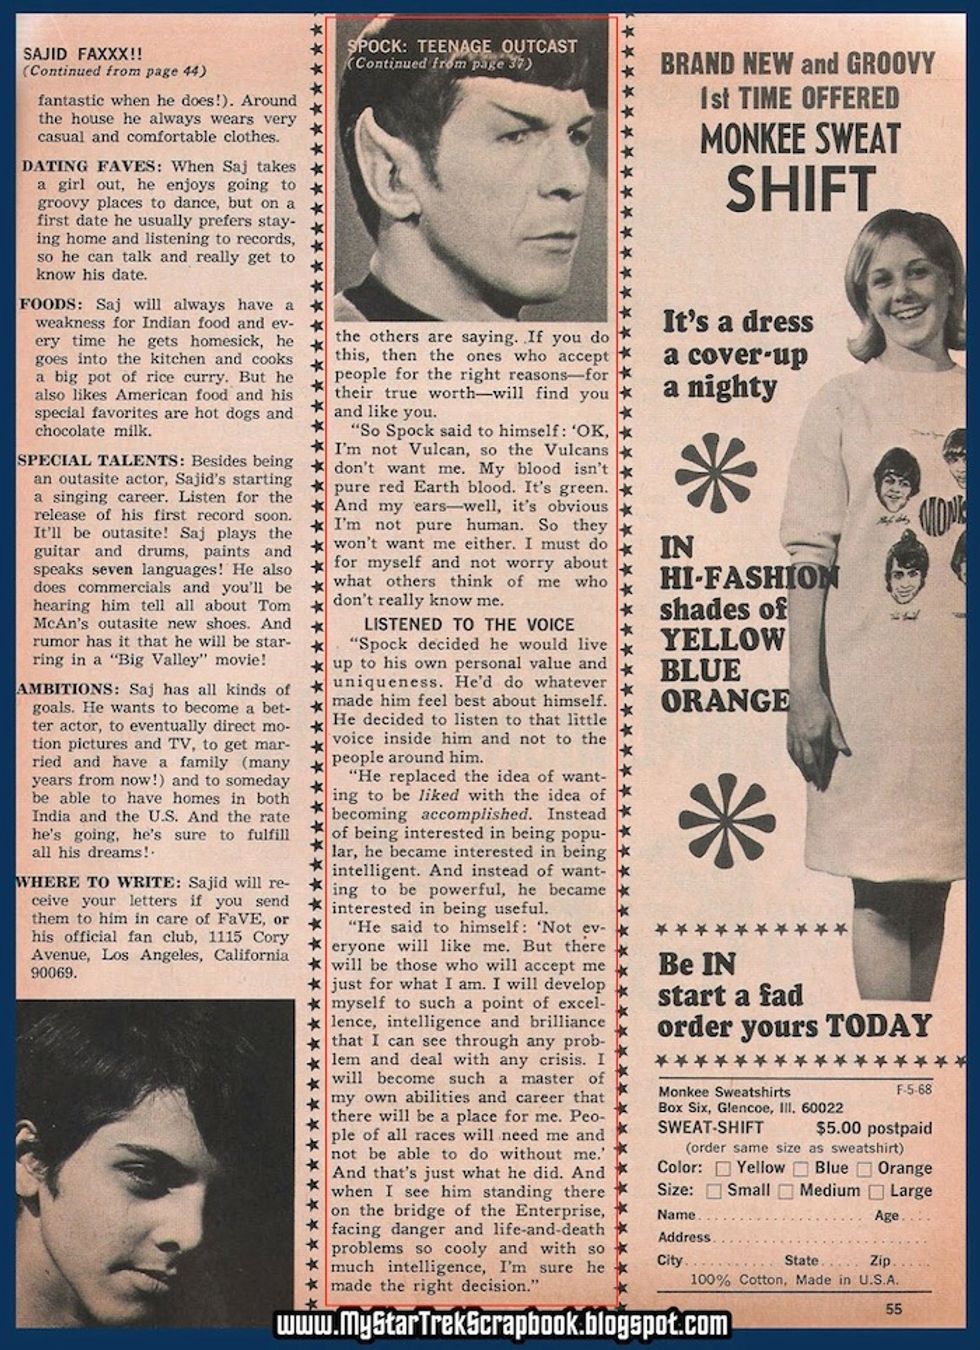 SAJID FAXXX!!
(Continued from page 44)
fantastic when he does!). Around
the house he always wears very
casual and comfortable clothes.
DATING FAVES: When Saj takes
a girl out, he enjoys going to
groovy places to dance, but on a
first date he usually prefers stay-
ing home and listening to records,
so he can talk and really get to
know his date.
FOODS: Saj will always have a
weakness for Indian food and ev-
ery time he gets homesick, he
goes into the kitchen and cooks
a big pot of rice curry. But he
also likes American food and his
special favorites are hot dogs and
chocolate milk.
SPECIAL TALENTS: Besides being
an outasite actor, Sajid's starting
a singing career. Listen for the
release of his first record soon.
It'll be outasite! Saj plays the
guitar and drums, paints and
speaks seven languages! He also
does commercials and you'll be
hearing him tell all about Tom
McAn's outasite new shoes. And
rumor has it that he will be star-
ring in a "Big Valley" movie!
AMBITIONS: Saj has all kinds of
goals. He wants to become a bet-
ter actor, to eventually direct mo-
tion pictures and TV, to get mar-
ried and have a family (many
years from now!) and to someday
be able to have homes in both
India and the U.S. And the rate
he's going, he's sure to fulfill
all his dreams!
WHERE TO WRITE: Sajid will re-
ceive your letters if you send
them to him in care of FaVE, or
his official fan club, 1115 Cory
Avenue, Los Angeles, California
90069.
SPOCK: TEENAGE OUTCAST
(Continued from page 37)
the others are saying. If you do
this, then the ones who accept
people for the right reasons—for
their true worth—will find you
and like you.
"So Spock said to himself: 'OK,
I'm not Vulcan, so the Vulcans
don't want me. My blood isn't
pure red Earth blood. It's green.
And my ears—well, it's obvious
I'm not pure human. So they
won't want me either. I must do
for myself and not worry about
what others think of me who
don't really know me.
LISTENED TO THE VOICE
"Spock decided he would live
up to his own personal value and
uniqueness. He'd do whatever
made him feel best about himself.
He decided to listen to that little
voice inside him and not to the
people around him.
"He replaced the idea of want-
ing to be liked with the idea of
becoming accomplished. Instead
of being interested in being popu-
lar, he became interested in being
intelligent. And instead of want-
ing to be powerful, he became
interested in being useful.
"He said to himself: 'Not ev-
eryone will like me. But there
will be those who will accept me
just for what I am. I will develop
myself to such a point of excel-
lence, intelligence and brilliance
that I can see through any prob-
lem and deal with any crisis. I
will become such a master of
my own abilities and career that
there will be a place for me. Peo-
ple of all races will need me and
not be able to do without me.'
And that's just what he did. And
when I see him standing there
on the bridge of the Enterprise,
facing danger and life-and-death
problems so cooly and with so
much intelligence, I'm sure he
made the right decision."
BRAND NEW and GROOVY
1st TIME OFFERED
MONKEE SWEAT
SHIFT
It's a dress
a cover-up
a nighty
IN
HI-FASHION
shades of
YELLOW
BLUE
ORANGE
Be IN
start a fad
order yours TODAY
Monkee Sweatshirts F-5-68
Box Six, Glencoe, Ill. 60022
SWEAT-SHIFT $5.00 postpaid
(order same size as sweatshirt)
Color: Yellow Blue Orange
Size: Small Medium Large
Name Age
Address
City State Zip
100% Cotton, Made in U.S.A.
55
www.MyStarTrekScrapbook.blogspot.com